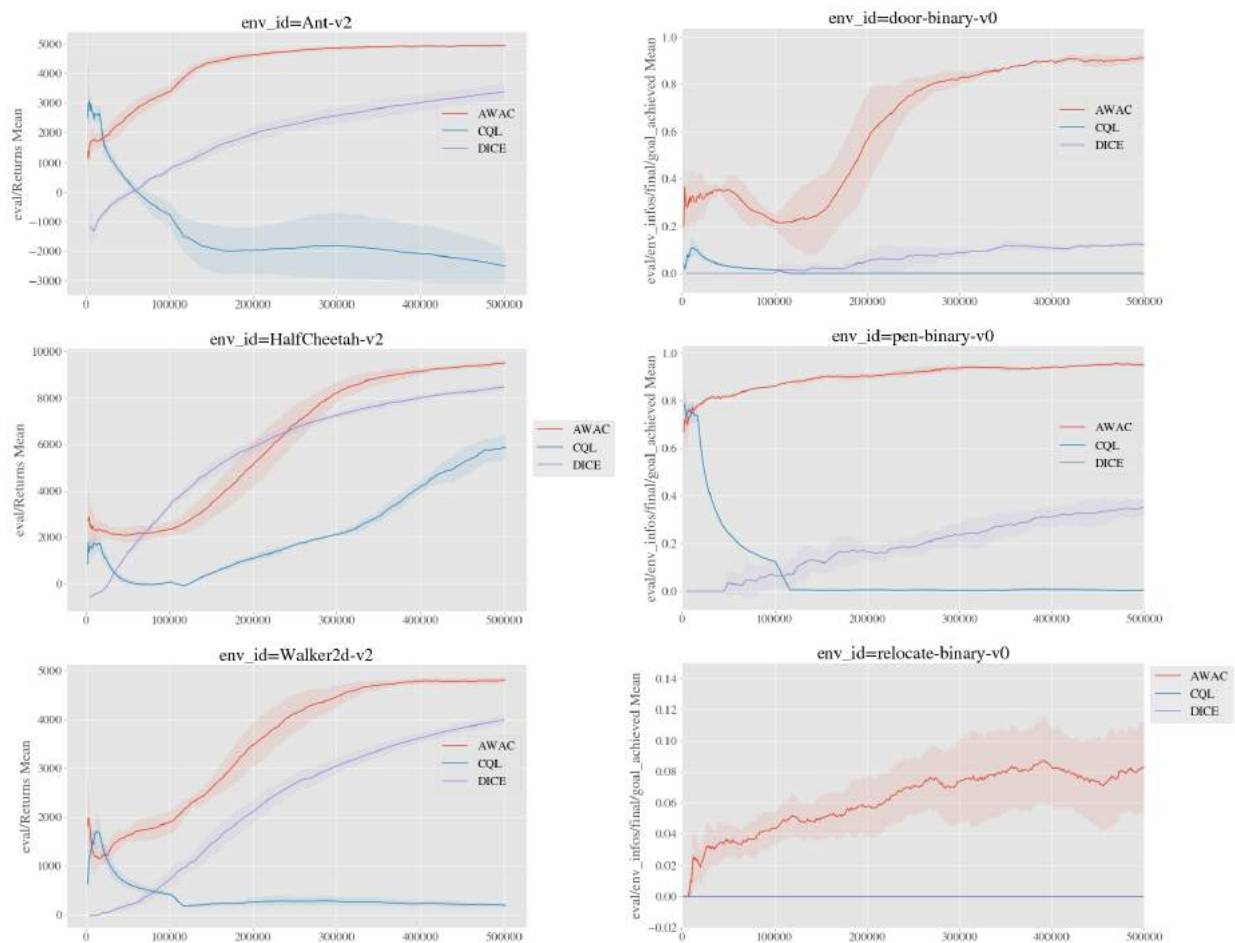 env_id=Ant-v2
eval/Returns Mean
5000
4000
3000
2000
1000
0
−1000
−2000
−3000
AWAC
CQL
DICE
0 100000 200000 300000 400000 500000
env_id=door-binary-v0
eval/env_infos/final/goal_achieved Mean
1.0
0.8
0.6
0.4
0.2
0.0
AWAC
CQL
DICE
0 100000 200000 300000 400000 500000
env_id=HalfCheetah-v2
eval/Returns Mean
10000
8000
6000
4000
2000
0
AWAC
CQL
DICE
0 100000 200000 300000 400000 500000
env_id=pen-binary-v0
eval/env_infos/final/goal_achieved Mean
1.0
0.8
0.6
0.4
0.2
0.0
AWAC
CQL
DICE
0 100000 200000 300000 400000 500000
env_id=Walker2d-v2
eval/Returns Mean
5000
4000
3000
2000
1000
0
AWAC
CQL
DICE
0 100000 200000 300000 400000 500000
env_id=relocate-binary-v0
eval/env_infos/final/goal_achieved Mean
0.14
0.12
0.10
0.08
0.06
0.04
0.02
0.00
−0.02
AWAC
CQL
DICE
0 100000 200000 300000 400000 500000